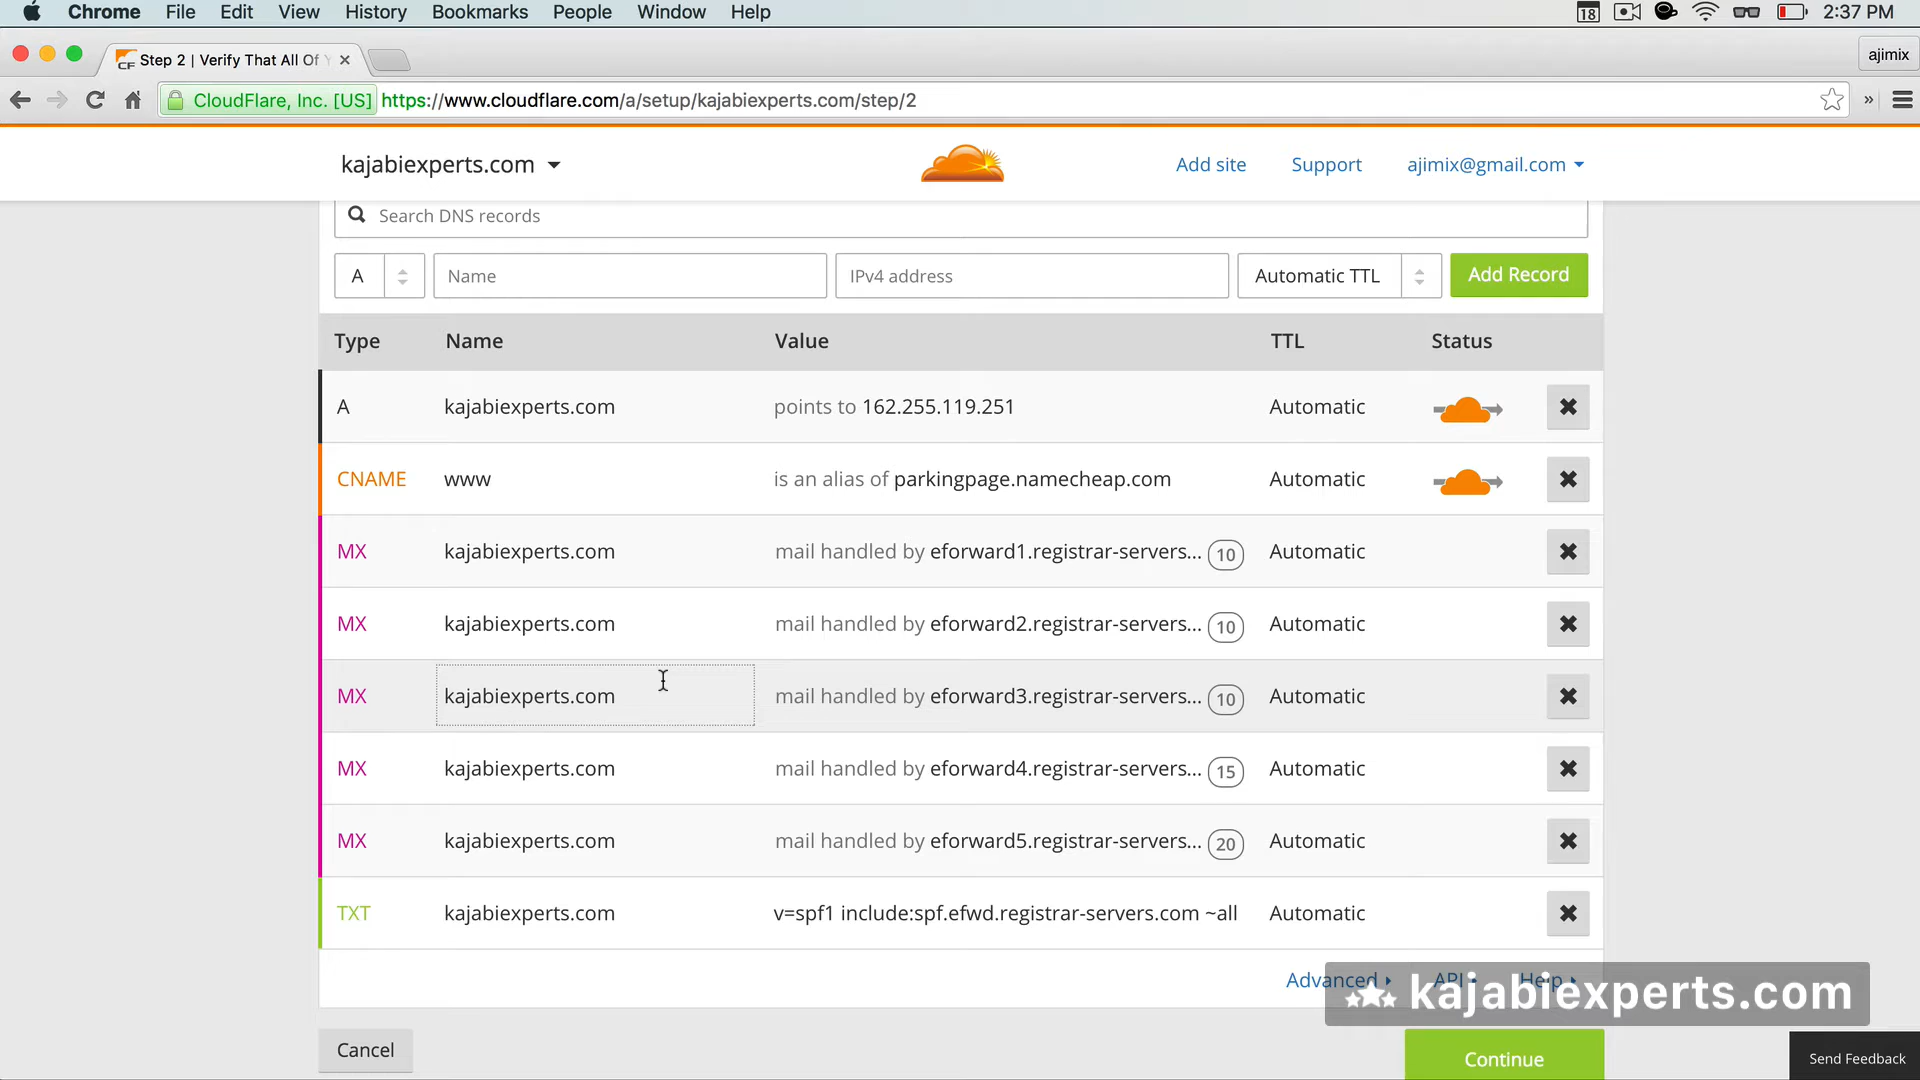 Chrome File Edit View History Bookmarks People Window Help 18 2:37 PM
CF Step 2 | Verify That All Of Y ajimix
CloudFlare, Inc. [US] https://www.cloudflare.com/a/setup/kajabiexperts.com/step/2 »
kajabiexperts.com Add site Support ajimix@gmail.com
Search DNS records
A Name IPv4 address Automatic TTL Add Record
Type Name Value TTL Status
A kajabiexperts.com points to 162.255.119.251 Automatic
CNAME www is an alias of parkingpage.namecheap.com Automatic
MX kajabiexperts.com mail handled by eforward1.registrar-servers... 10 Automatic
MX kajabiexperts.com mail handled by eforward2.registrar-servers... 10 Automatic
MX kajabiexperts.com mail handled by eforward3.registrar-servers... 10 Automatic
MX kajabiexperts.com mail handled by eforward4.registrar-servers... 15 Automatic
MX kajabiexperts.com mail handled by eforward5.registrar-servers... 20 Automatic
TXT kajabiexperts.com v=spf1 include:spf.efwd.registrar-servers.com ~all Automatic
Advanced API Help
kajabiexperts.com
Cancel Continue Send Feedback